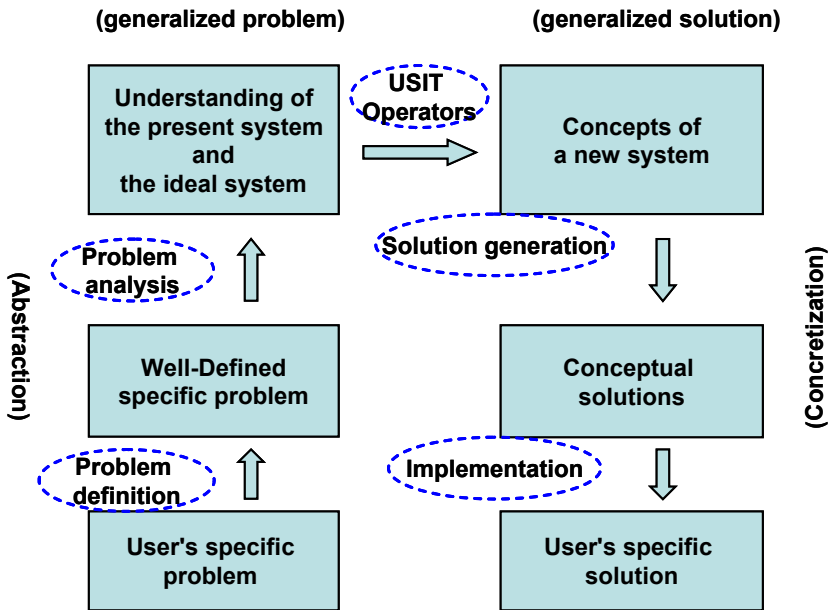 (generalized problem)
(generalized solution)
Understanding of
the present system
and
the ideal system
USIT
Operators
Concepts of
a new system
Problem
analysis
Solution generation
(Abstraction)
(Concretization)
Well-Defined
specific problem
Conceptual
solutions
Problem
definition
Implementation
User's specific
problem
User's specific
solution